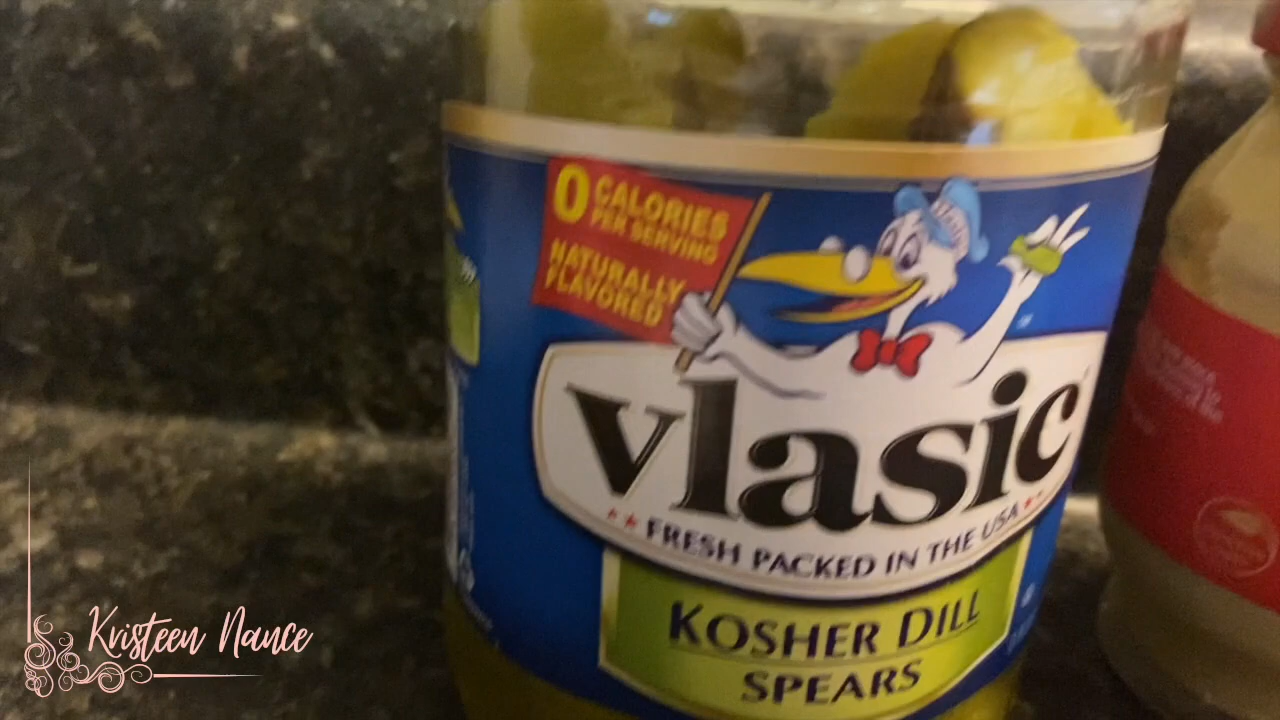 0 CALORIES
PER SERVING
NATURALLY
FLAVORED
vlasic
FRESH PACKED IN THE USA
KOSHER DILL
SPEARS
Kristeen Nance